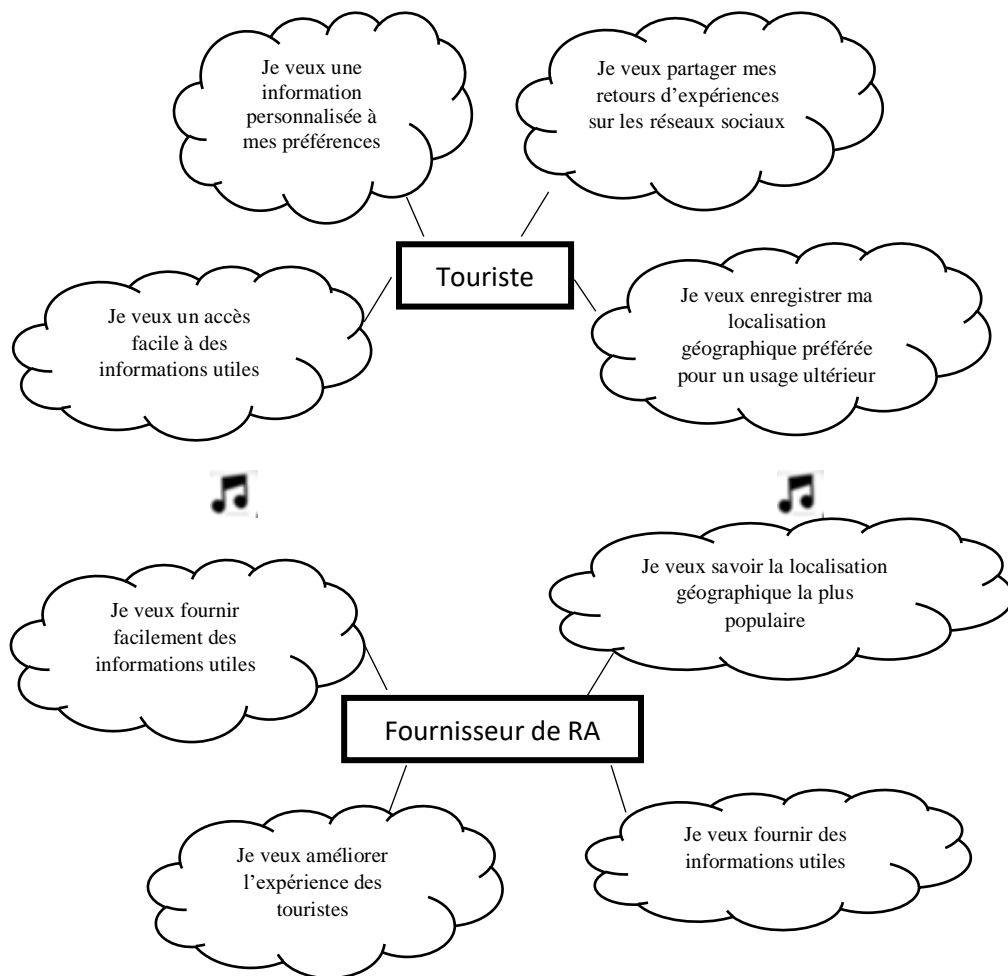 Je veux une
information
personnalisée à
mes préférences
Je veux partager mes
retours d’expériences
sur les réseaux sociaux
Touriste
Je veux un accès
facile à des
informations utiles
Je veux enregistrer ma
localisation
géographique préférée
pour un usage ultérieur
Je veux fournir
facilement des
informations utiles
Je veux savoir la localisation
géographique la plus
populaire
Fournisseur de RA
Je veux améliorer
l’expérience des
touristes
Je veux fournir des
informations utiles